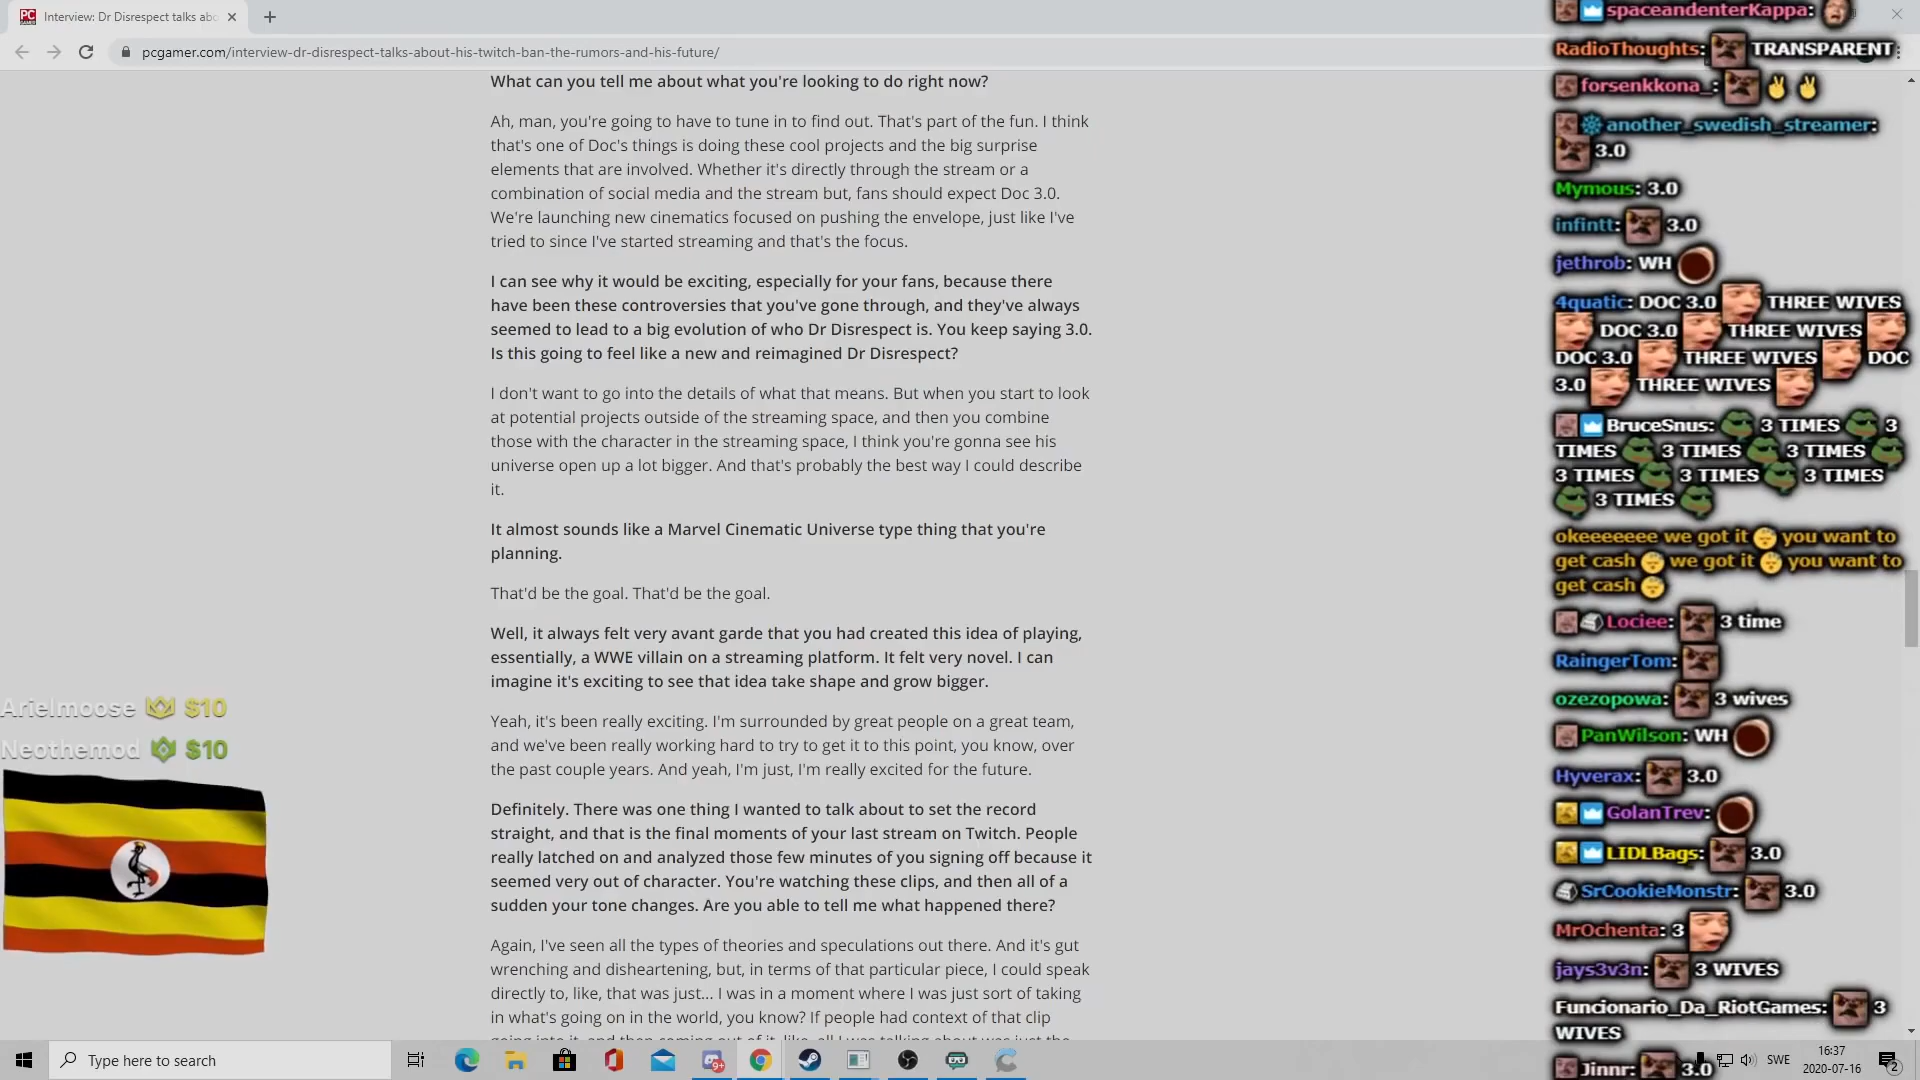 Interview: Dr Disrespect talks abo
pcgamer.com/interview-dr-disrespect-talks-about-his-twitch-ban-the-rumors-and-his-future/
What can you tell me about what you're looking to do right now?
Ah, man, you're going to have to tune in to find out. That's part of the fun. I think
that's one of Doc's things is doing these cool projects and the big surprise
elements that are involved. Whether it's directly through the stream or a
combination of social media and the stream but, fans should expect Doc 3.0.
We're launching new cinematics focused on pushing the envelope, just like I've
tried to since I've started streaming and that's the focus.
I can see why it would be exciting, especially for your fans, because there
have been these controversies that you've gone through, and they've always
seemed to lead to a big evolution of who Dr Disrespect is. You keep saying 3.0.
Is this going to feel like a new and reimagined Dr Disrespect?
I don't want to go into the details of what that means. But when you start to look
at potential projects outside of the streaming space, and then you combine
those with the character in the streaming space, I think you're gonna see his
universe open up a lot bigger. And that's probably the best way I could describe
it.
It almost sounds like a Marvel Cinematic Universe type thing that you're
planning.
That'd be the goal. That'd be the goal.
Well, it always felt very avant garde that you had created this idea of playing,
essentially, a WWE villain on a streaming platform. It felt very novel. I can
imagine it's exciting to see that idea take shape and grow bigger.
Yeah, it's been really exciting. I'm surrounded by great people on a great team,
and we've been really working hard to try to get it to this point, you know, over
the past couple years. And yeah, I'm just, I'm really excited for the future.
Definitely. There was one thing I wanted to talk about to set the record
straight, and that is the final moments of your last stream on Twitch. People
really latched on and analyzed those few minutes of you signing off because it
seemed very out of character. You're watching these clips, and then all of a
sudden your tone changes. Are you able to tell me what happened there?
Again, I've seen all the types of theories and speculations out there. And it's gut
wrenching and disheartening, but, in terms of that particular piece, I could speak
directly to, like, that was just... I was in a moment where I was just sort of taking
in what's going on in the world, you know? If people had context of that clip
Arielmoose $10
Neothemod $10
spaceandenterKappa:
RadioThoughts: TRANSPARENT
forsenkkona_:
another_swedish_streamer:
3.0
Mymous: 3.0
infintt: 3.0
jethrob: WH
4quatic: DOC 3.0 THREE WIVES
DOC 3.0 THREE WIVES
DOC 3.0 THREE WIVES DOC
3.0 THREE WIVES
BruceSnus: 3 TIMES 3
TIMES 3 TIMES 3 TIMES
3 TIMES 3 TIMES 3 TIMES
3 TIMES
okeeeeeee we got it you want to
get cash we got it you want to
get cash
Lociee: 3 time
RaingerTom:
ozezopowa: 3 wives
PanWilson: WH
Hyverax: 3.0
GolanTrev:
LIDLBags: 3.0
SrCookieMonstr: 3.0
MrOchenta: 3
jays3v3n: 3 WIVES
Funcionario_Da_RiotGames: 3
WIVES
Jinnr: 3.0
Type here to search
9+
SWE
16:37
2020-07-16
2